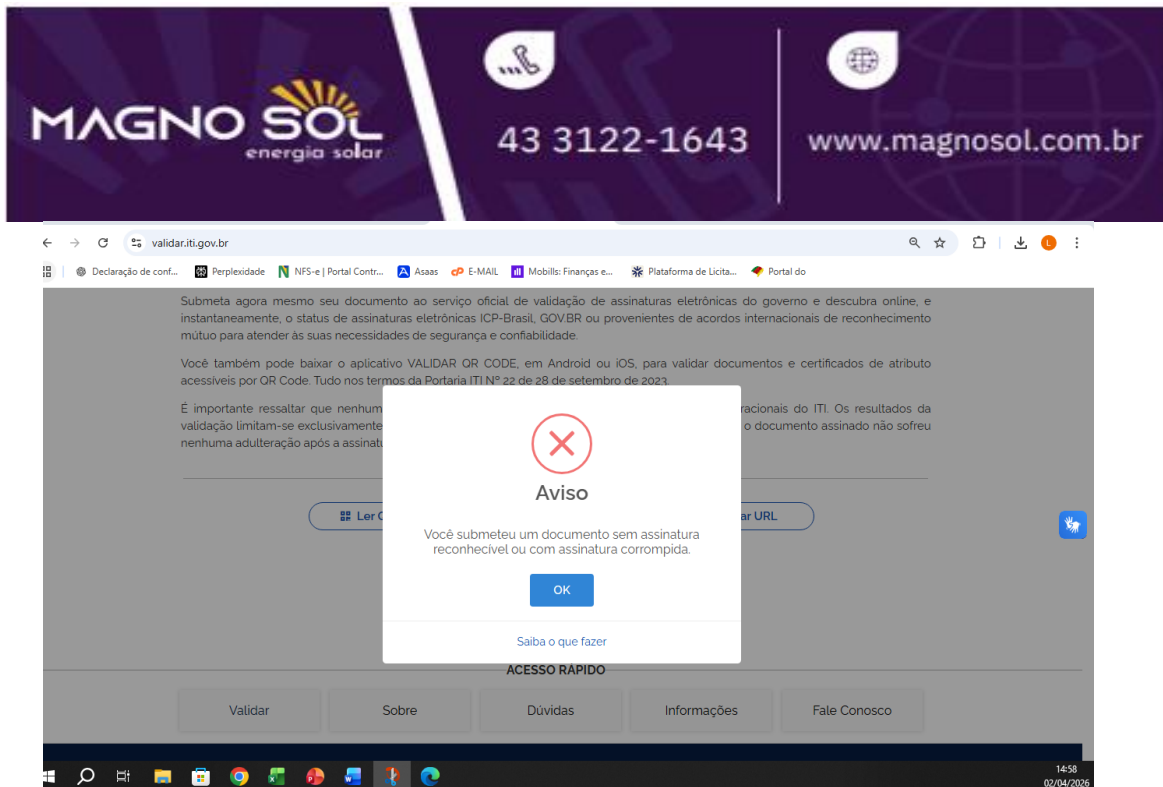 MAGNO SOL
energia solar
43 3122-1643
www.magnosol.com.br
validar.iti.gov.br
L
Declaração de conf... Perplexidade NFS-e | Portal Contr... Asaas E-MAIL Mobills: Finanças e... Plataforma de Licita... Portal do
Submeta agora mesmo seu documento ao serviço oficial de validação de assinaturas eletrônicas do governo e descubra online, e
instantaneamente, o status de assinaturas eletrônicas ICP-Brasil, GOV.BR ou provenientes de acordos internacionais de reconhecimento
mútuo para atender às suas necessidades de segurança e confiabilidade.
Você também pode baixar o aplicativo VALIDAR QR CODE, em Android ou iOS, para validar documentos e certificados de atributo
acessíveis por QR Code. Tudo nos termos da Portaria ITI Nº 22 de 28 de setembro de 2023.
É importante ressaltar que nenhum racionais do ITI. Os resultados da
validação limitam-se exclusivamente o documento assinado não sofreu
nenhuma adulteração após a assinatu
Ler C ar URL
Aviso
Você submeteu um documento sem assinatura
reconhecível ou com assinatura corrompida.
OK
Saiba o que fazer
ACESSO RÁPIDO
Validar Sobre Dúvidas Informações Fale Conosco
14:58
02/04/2026